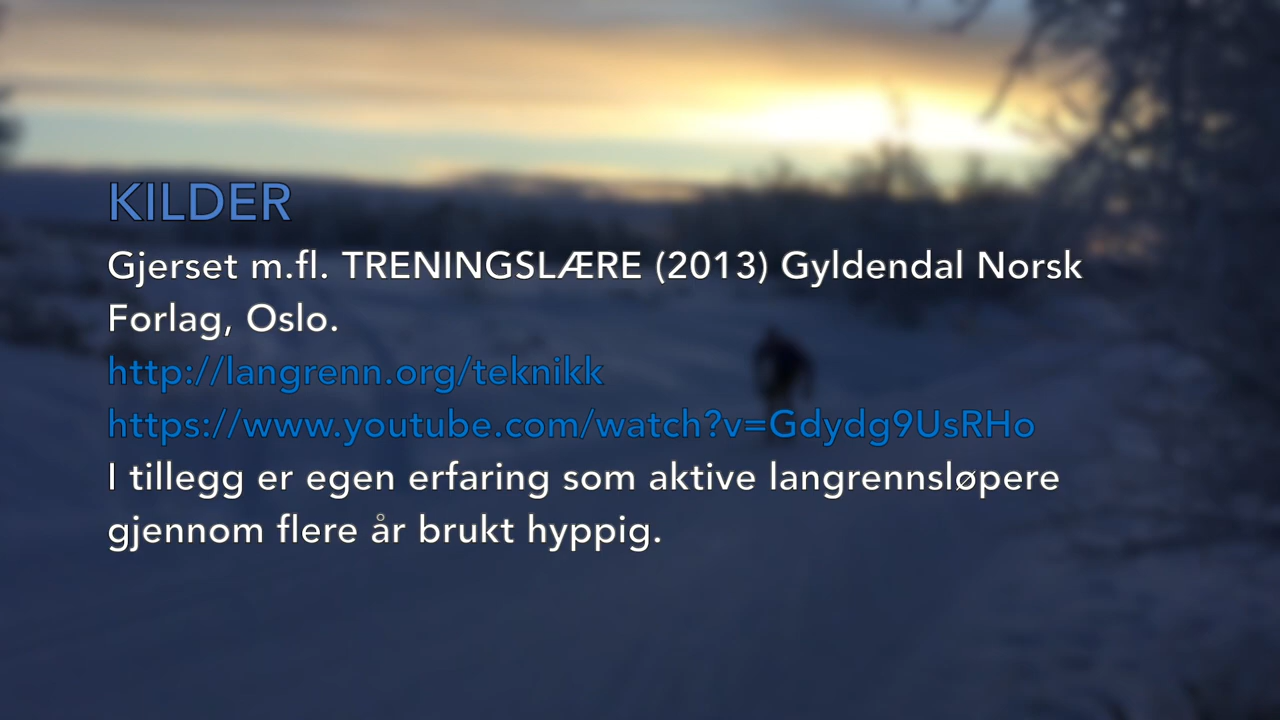 KILDER
Gjerset m.fl. TRENINGSLÆRE (2013) Gyldendal Norsk
Forlag, Oslo.
http://langrenn.org/teknikk
https://www.youtube.com/watch?v=Gdydg9UsRHo
I tillegg er egen erfaring som aktive langrennsløpere
gjennom flere år brukt hyppig.